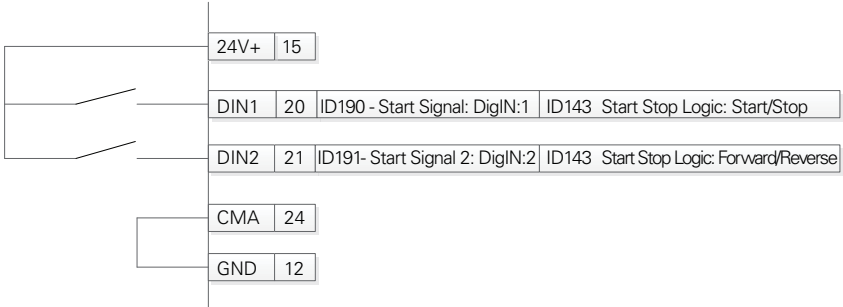 24V+ 15
DIN1 20 ID190 - Start Signal: DigIN:1 ID143 Start Stop Logic: Start/Stop
DIN2 21 ID191- Start Signal 2: DigIN:2 ID143 Start Stop Logic: Forward/Reverse
CMA 24
GND 12